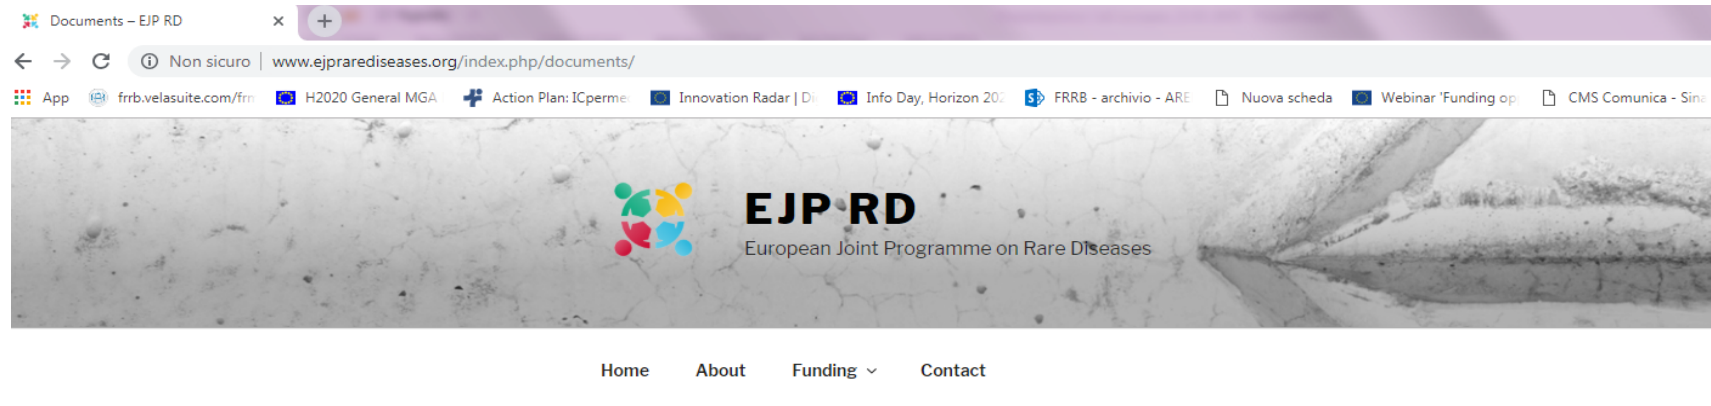 Documents – EJP RD
Non sicuro | www.ejprarediseases.org/index.php/documents/
App frrb.velasuite.com/frr H2020 General MGA Action Plan: ICperme Innovation Radar | Di Info Day, Horizon 202 FRRB - archivio - ARE Nuova scheda Webinar 'Funding op CMS Comunica - Sina
EJP RD
European Joint Programme on Rare Diseases
Home About Funding Contact